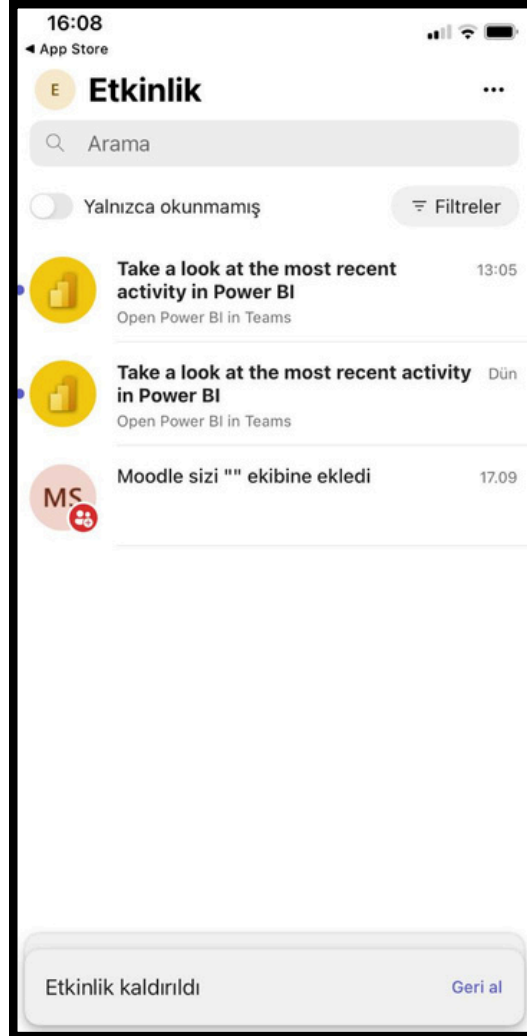 16:08
◀ App Store
E
Etkinlik
Arama
Yalnızca okunmamış
Filtreler
Take a look at the most recent
13:05
activity in Power BI
Open Power BI in Teams
Take a look at the most recent activity
Dün
in Power BI
Open Power BI in Teams
MS
Moodle sizi "" ekibine ekledi
17.09
Etkinlik kaldırıldı
Geri al